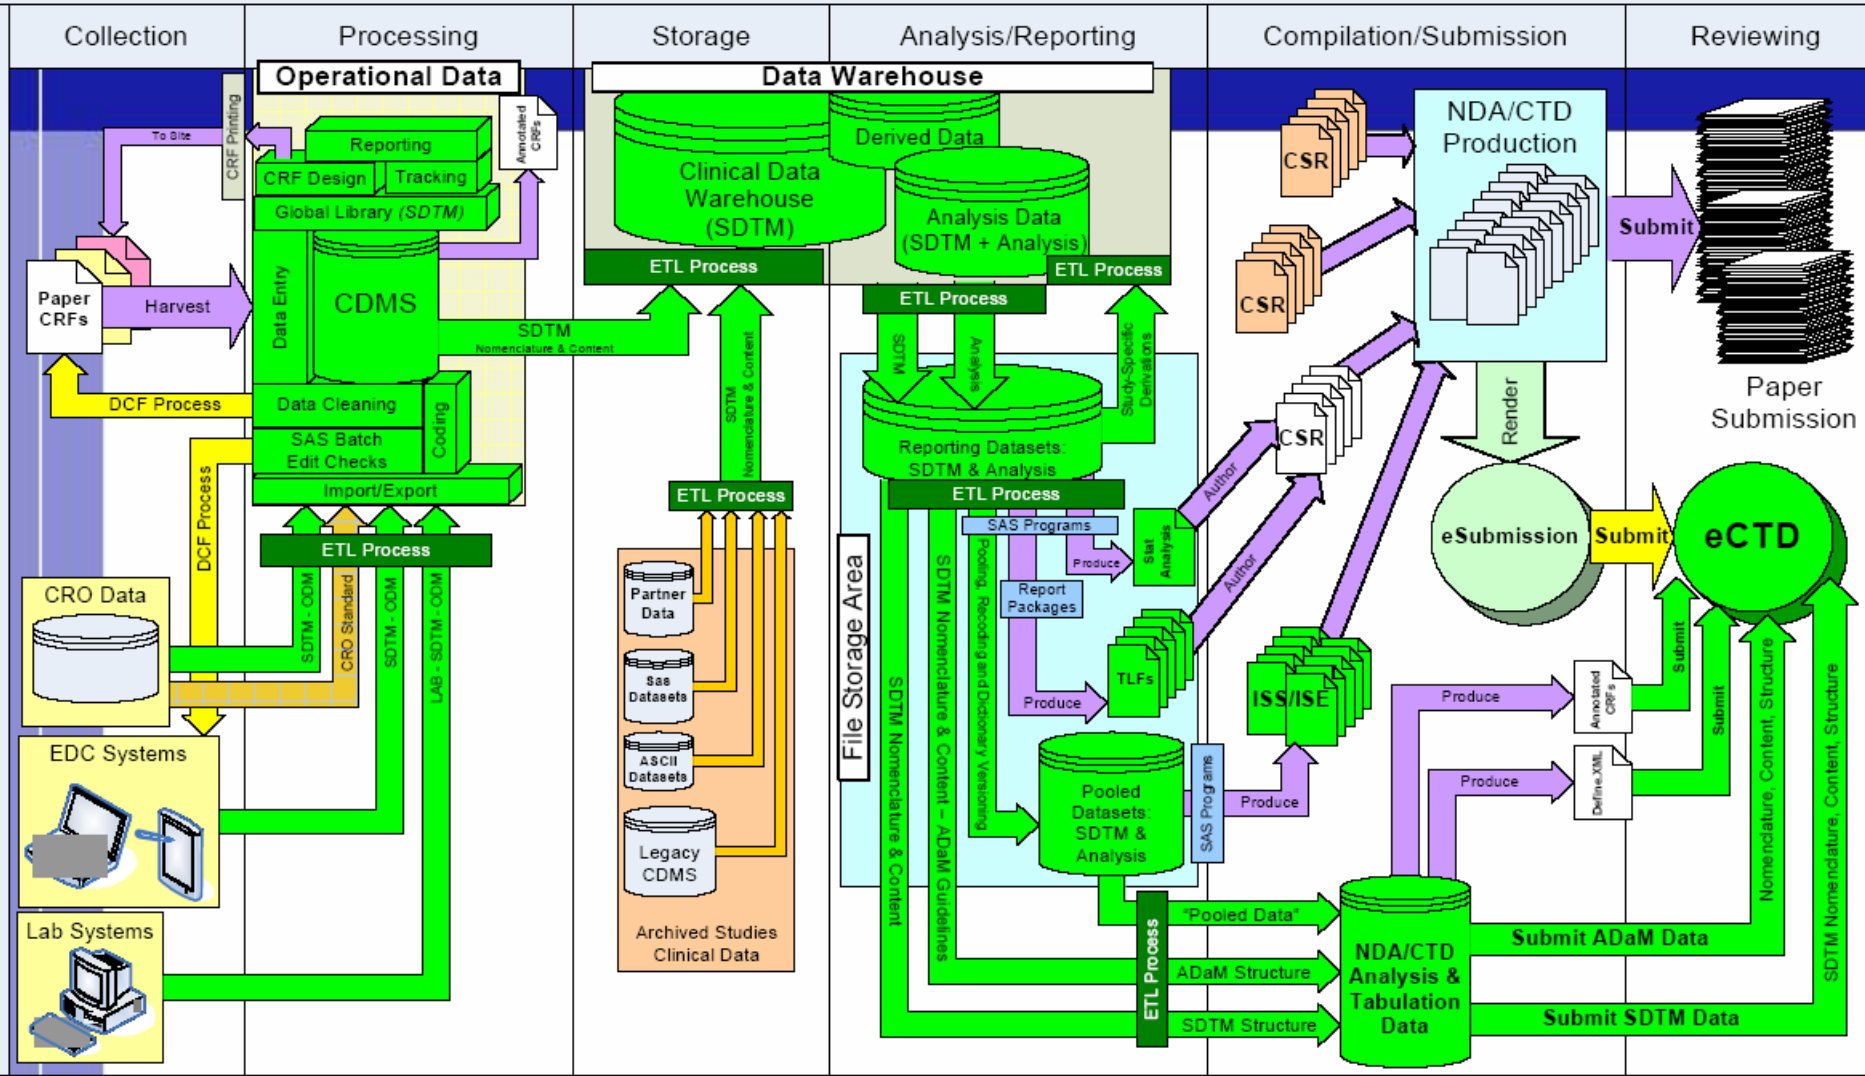 Collection
Processing
Storage
Analysis/Reporting
Compilation/Submission
Reviewing
Operational Data
Data Warehouse
CRF Printing
To Site
Reporting
CRF Design
Tracking
Global Library (SDTM)
Annotated
CRFs
Paper
CRFs
Harvest
Data Entry
CDMS
DCF Process
Data Cleaning
SAS Batch
Edit Checks
Coding
Import/Export
DCF Process
ETL Process
SDTM - ODM
CRO Standard
SDTM - ODM
LAB - SDTM - ODM
CRO Data
EDC Systems
Lab Systems
Clinical Data
Warehouse
(SDTM)
Derived Data
Analysis Data
(SDTM + Analysis)
ETL Process
ETL Process
ETL Process
SDTM
Nomenclature & Content
SDTM
Nomenclature & Content
ETL Process
Partner
Data
Sas
Datasets
ASCII
Datasets
Legacy
CDMS
Archived Studies
Clinical Data
SDTM
Analysis
Study-Specific
Derivations
Reporting Datasets:
SDTM & Analysis
ETL Process
SAS Programs
Produce
Stat
Analysis
Report
Packages
TLFs
Produce
File Storage Area
SDTM Nomenclature & Content
SDTM Nomenclature & Content – ADaM Guidelines
Pooling, Recoding and Dictionary Versioning
Pooled
Datasets:
SDTM &
Analysis
SAS Programs
Produce
ETL Process
"Pooled Data"
ADaM Structure
SDTM Structure
CSR
CSR
CSR
Author
Author
ISS/ISE
NDA/CTD
Production
Render
eSubmission
Submit
Submit
Paper
Submission
eCTD
Produce
Annotated
CRFs
Submit
Produce
Define.XML
Submit
NDA/CTD
Analysis &
Tabulation
Data
Submit ADaM Data
Submit SDTM Data
Nomenclature, Content, Structure
SDTM Nomenclature, Content, Structure